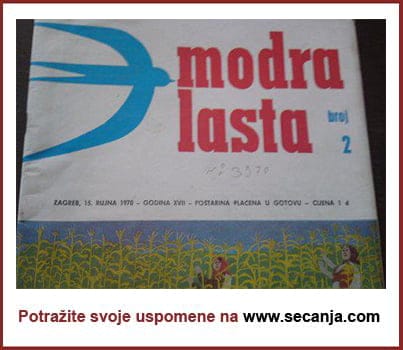 modra
lasta
broj
2
ZAGREB, 15. RUJNA 1970 – GODINA XVII – POSTARINA PLAĆENA U GOTOVU – CIJENA 1 d
Potražite svoje uspomene na www.secanja.com